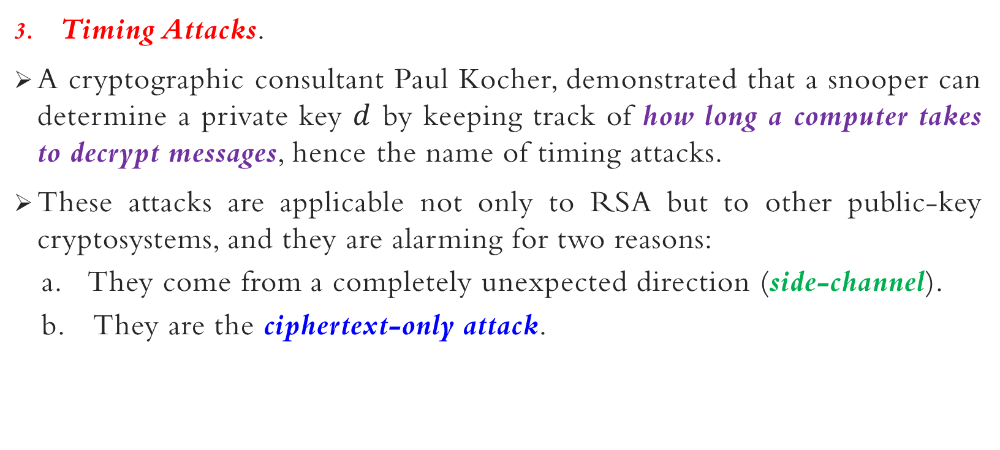 3. Timing Attacks.
➢ A cryptographic consultant Paul Kocher, demonstrated that a snooper can
determine a private key d by keeping track of how long a computer takes
to decrypt messages, hence the name of timing attacks.
➢ These attacks are applicable not only to RSA but to other public-key
cryptosystems, and they are alarming for two reasons:
a. They come from a completely unexpected direction (side-channel).
b. They are the ciphertext-only attack.